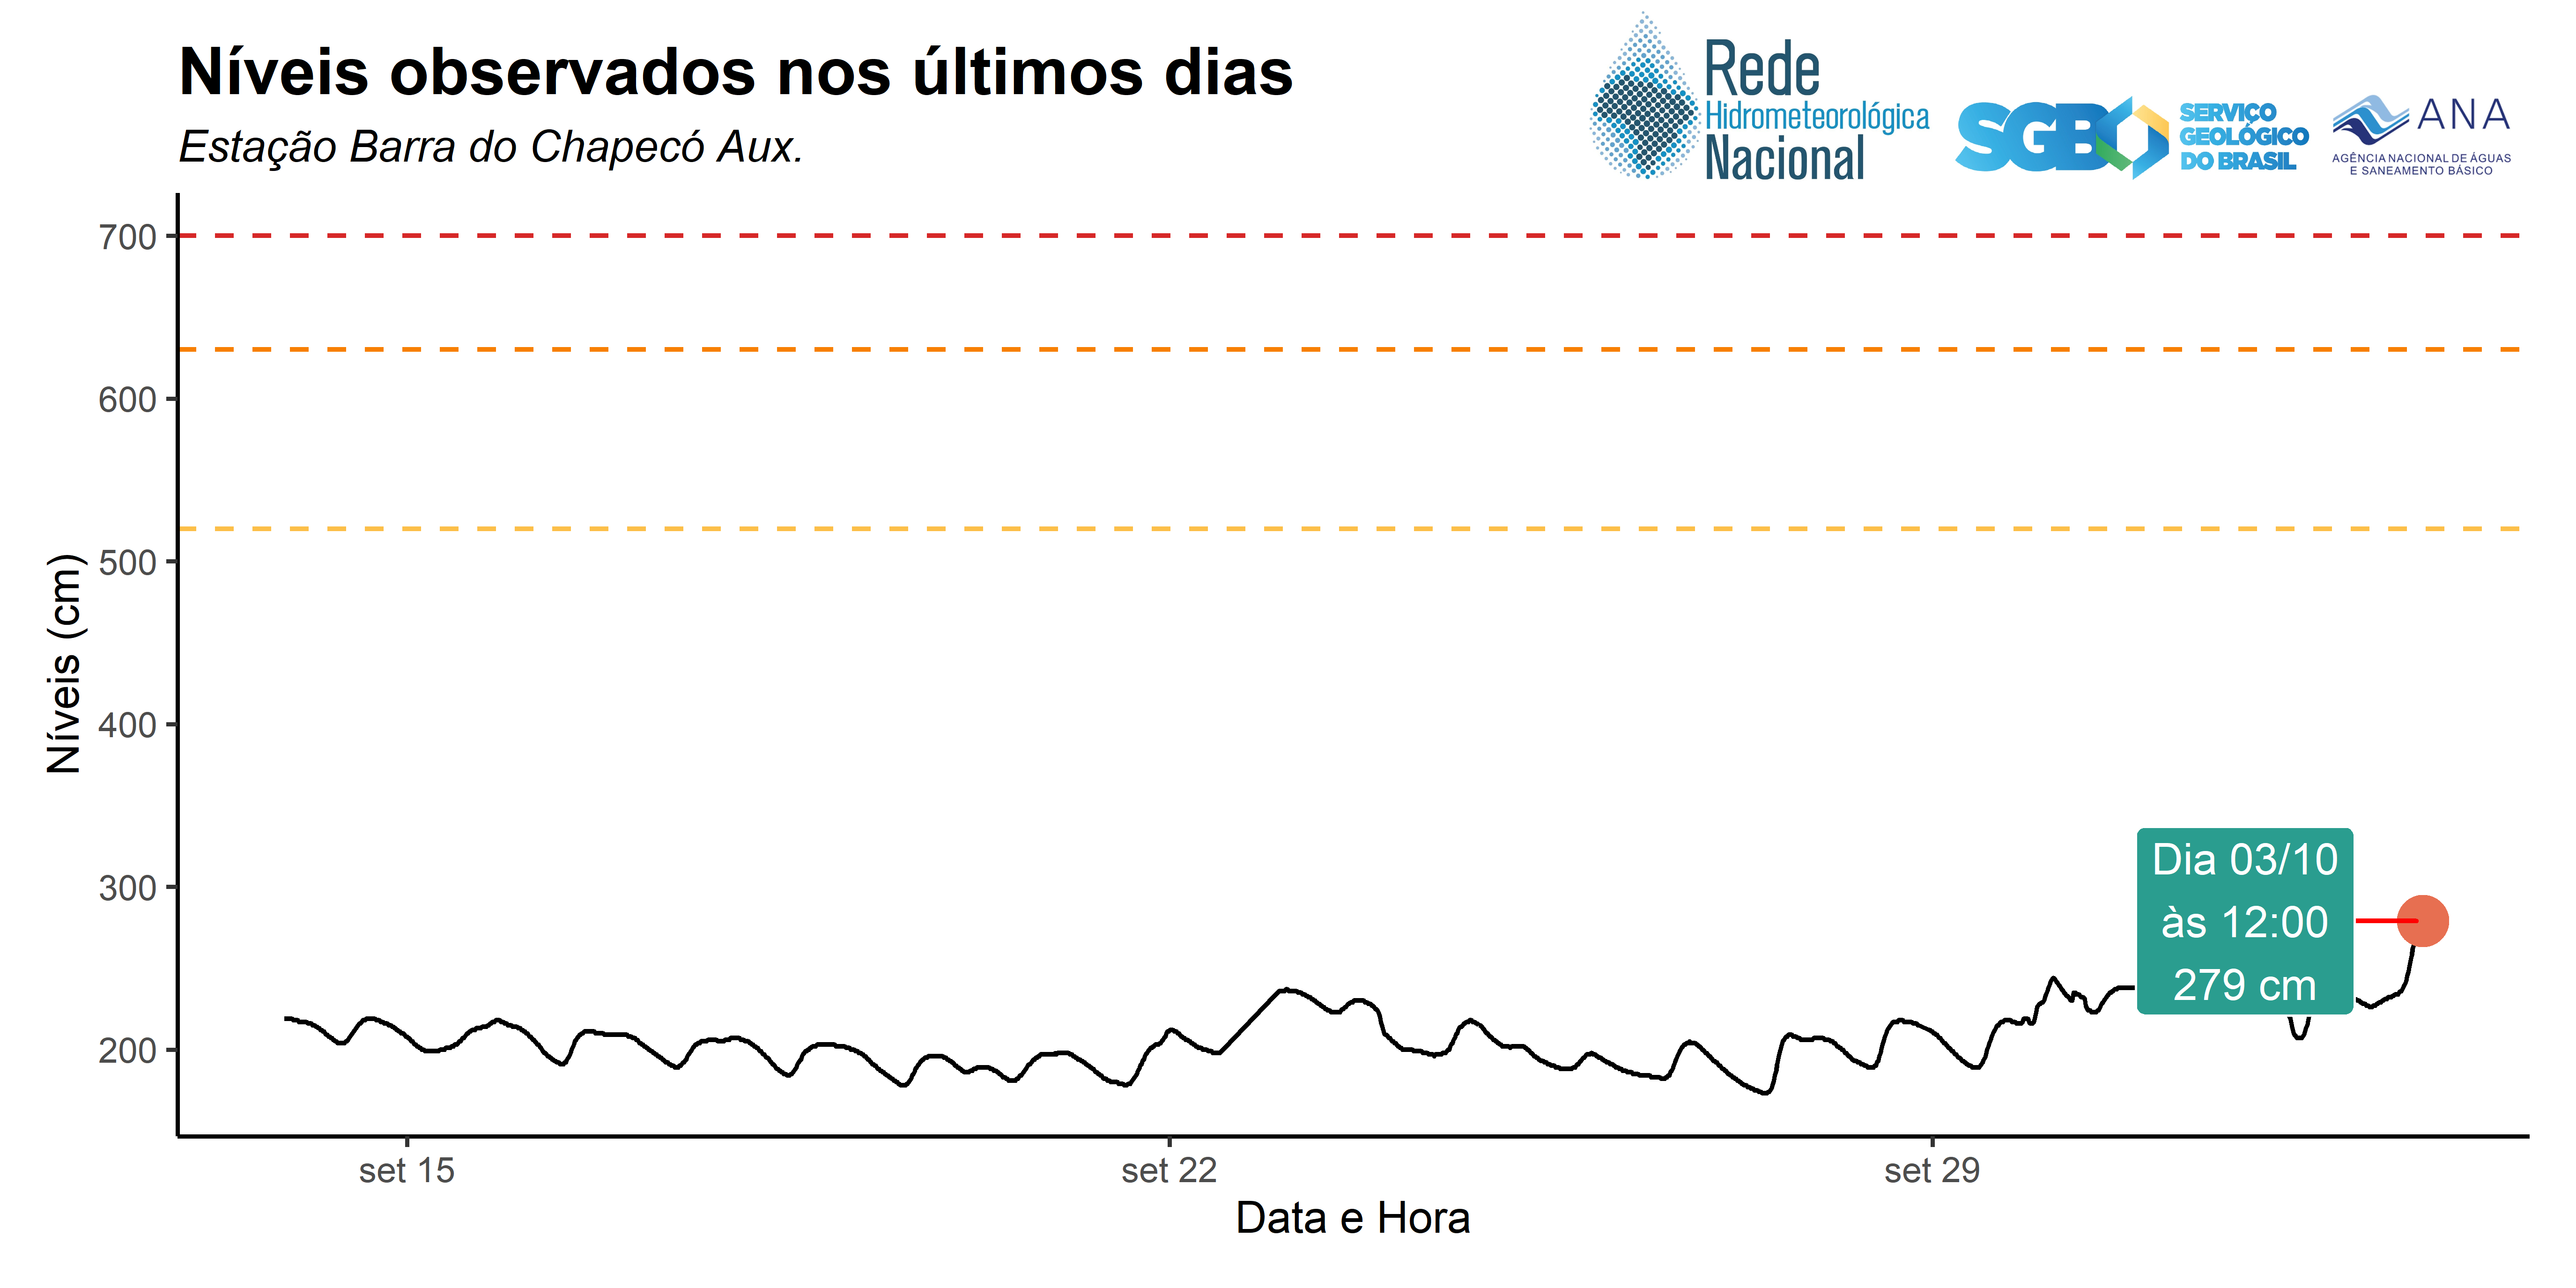 Níveis observados nos últimos dias
Estação Barra do Chapecó Aux.
Rede
Hidrometeorológica
Nacional
SGB
SERVIÇO
GEOLÓGICO
DO BRASIL
ANA
AGÊNCIA NACIONAL DE ÁGUAS
E SANEAMENTO BÁSICO
Níveis (cm)
700
600
500
400
300
200
Dia 03/10
às 12:00
279 cm
set 15
set 22
set 29
Data e Hora